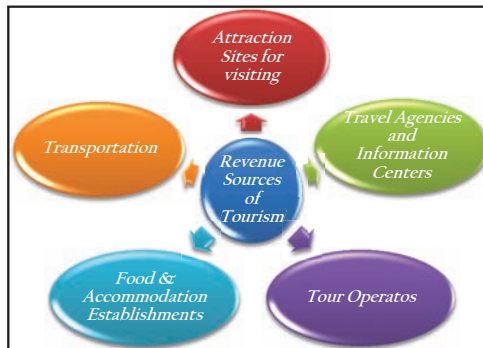 Attraction
Sites for
visiting
Transportation
Travel Agencies
and
Information
Centers
Revenue
Sources
of
Tourism
Food &
Accommodation
Establishments
Tour Operatos